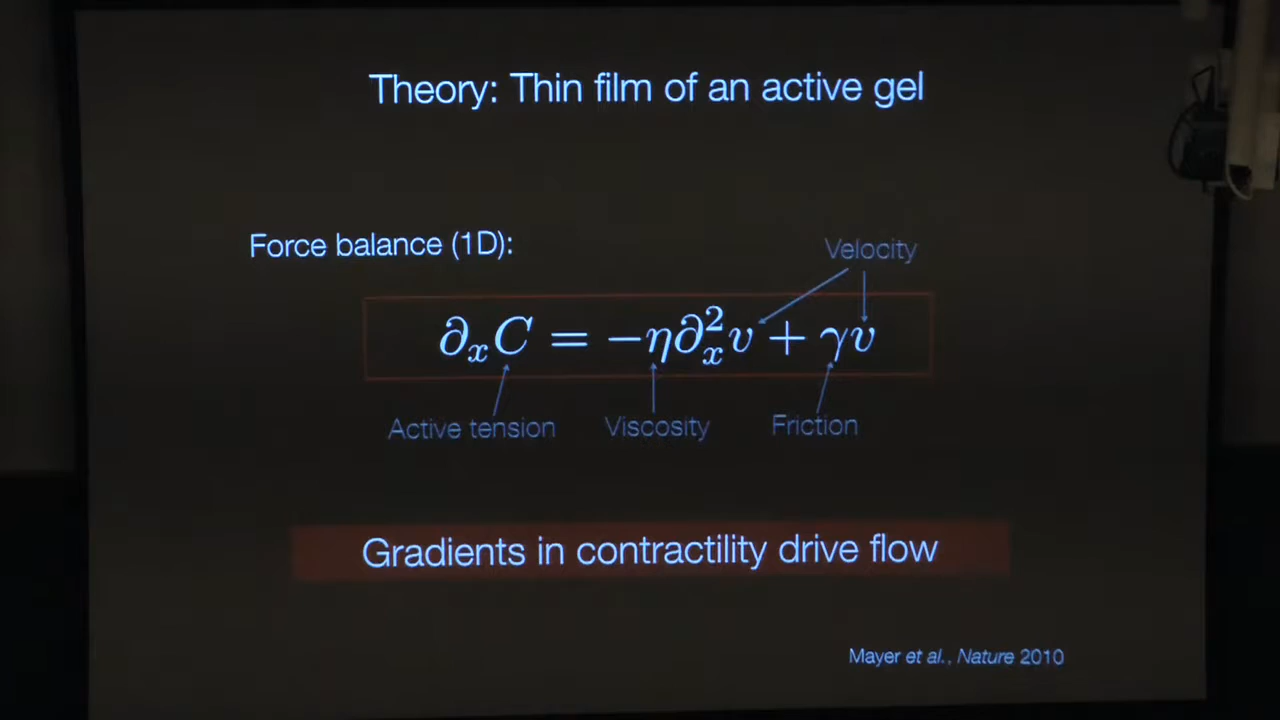 Theory: Thin film of an active gel
Force balance (1D):
Velocity
∂ₓC = −η∂ₓ²v + γv
Active tension
Viscosity
Friction
Gradients in contractility drive flow
Mayer et al., Nature 2010